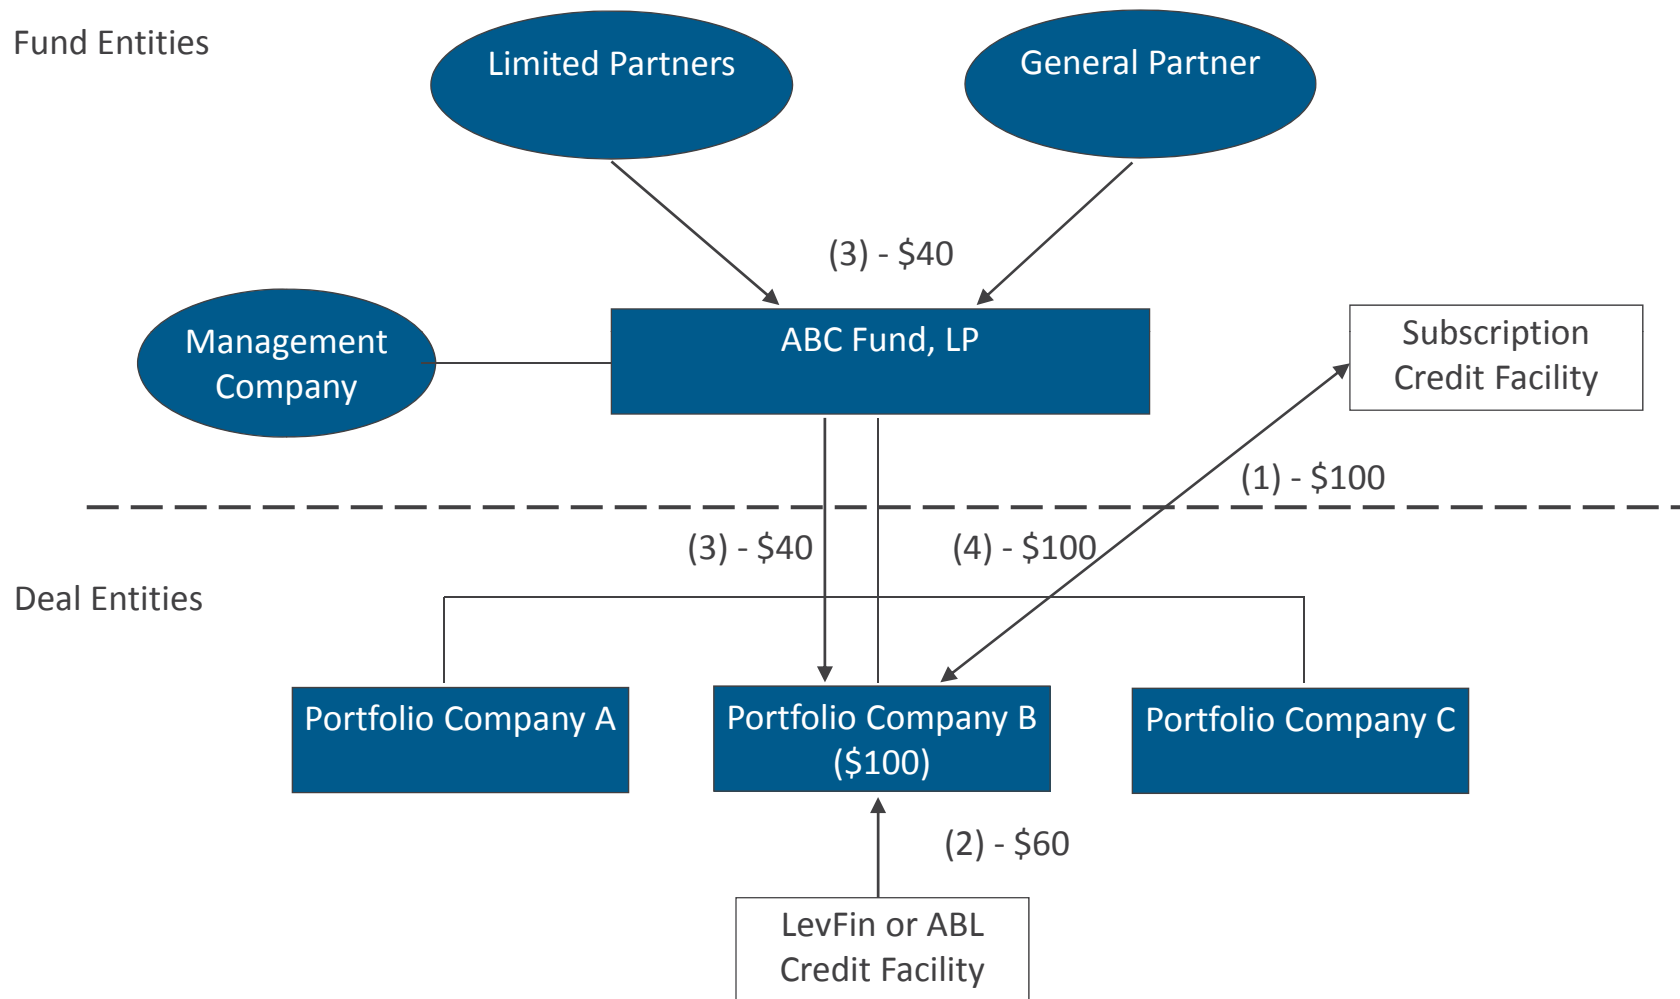 Fund Entities
Limited Partners
General Partner
(3) - $40
Management
Company
ABC Fund, LP
Subscription
Credit Facility
(1) - $100
(3) - $40
(4) - $100
Deal Entities
Portfolio Company A
Portfolio Company B
($100)
Portfolio Company C
(2) - $60
LevFin or ABL
Credit Facility